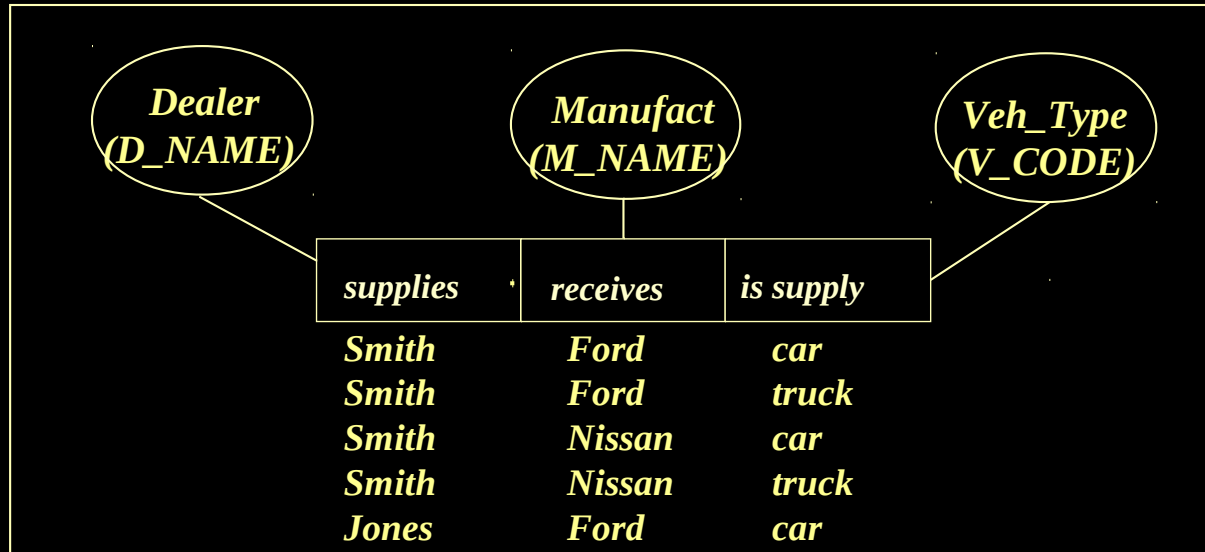 Dealer
(D_NAME)
Manufact
(M_NAME)
Veh_Type
(V_CODE)
supplies receives is supply
Smith Ford car
Smith Ford truck
Smith Nissan car
Smith Nissan truck
Jones Ford car